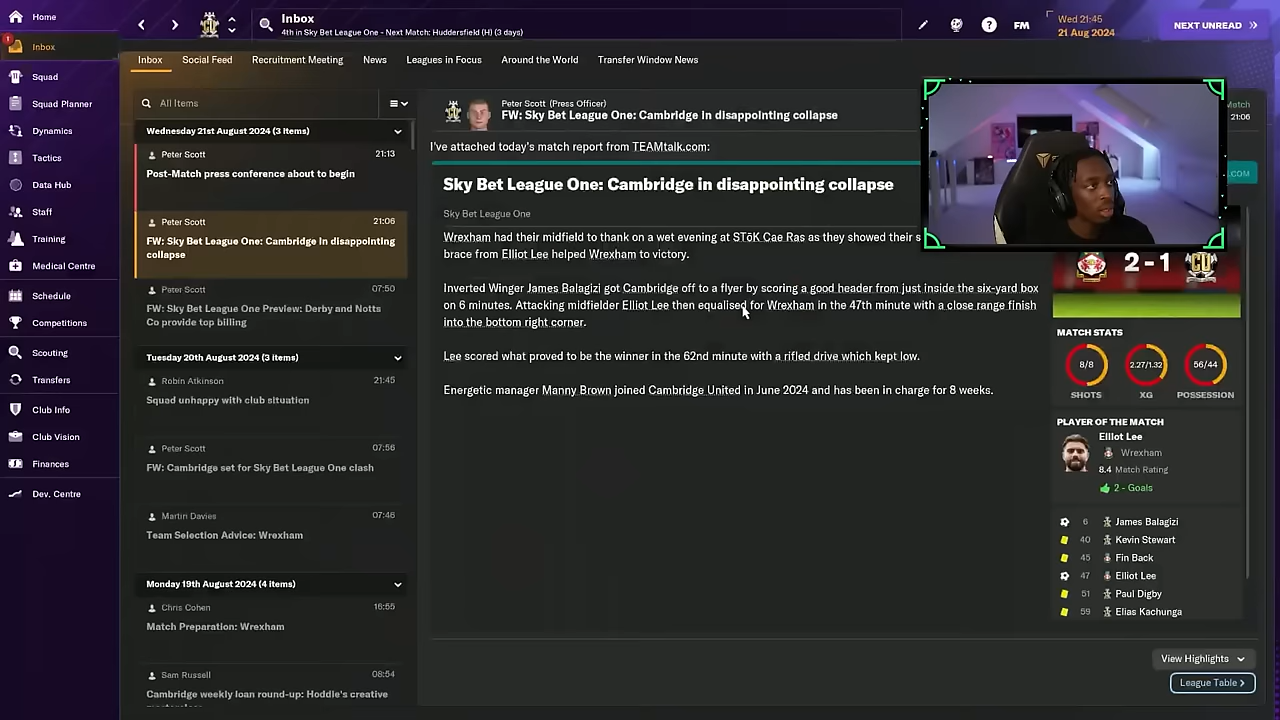 Home
Inbox
4th in Sky Bet League One - Next Match: Huddersfield (H) (3 days)
FM
Wed 21:45
21 Aug 2024
NEXT UNREAD
1
Inbox
Squad
Squad Planner
Dynamics
Tactics
Data Hub
Staff
Training
Medical Centre
Schedule
Competitions
Scouting
Transfers
Club Info
Club Vision
Finances
Dev. Centre
Inbox
Social Feed
Recruitment Meeting
News
Leagues in Focus
Around the World
Transfer Window News
All Items
Wednesday 21st August 2024 (3 Items)
Peter Scott
21:13
Post-Match press conference about to begin
Peter Scott
21:06
FW: Sky Bet League One: Cambridge in disappointing
collapse
Peter Scott
07:50
FW: Sky Bet League One Preview: Derby and Notts
Co provide top billing
Tuesday 20th August 2024 (3 items)
Robin Atkinson
21:45
Squad unhappy with club situation
Peter Scott
07:56
FW: Cambridge set for Sky Bet League One clash
Martin Davies
07:46
Team Selection Advice: Wrexham
Monday 19th August 2024 (4 items)
Chris Cohen
16:55
Match Preparation: Wrexham
Sam Russell
08:54
Cambridge weekly loan round-up: Hoddle's creative
Peter Scott (Press Officer)
FW: Sky Bet League One: Cambridge in disappointing collapse
21:06
I've attached today's match report from TEAMtalk.com:
Sky Bet League One: Cambridge in disappointing collapse
Sky Bet League One
Wrexham had their midfield to thank on a wet evening at STōK Cae Ras as they showed their
brace from Elliot Lee helped Wrexham to victory.
Inverted Winger James Balagizi got Cambridge off to a flyer by scoring a good header from just inside the six-yard box
on 6 minutes. Attacking midfielder Elliot Lee then equalised for Wrexham in the 47th minute with a close range finish
into the bottom right corner.
Lee scored what proved to be the winner in the 62nd minute with a rifled drive which kept low.
Energetic manager Manny Brown joined Cambridge United in June 2024 and has been in charge for 8 weeks.
2 - 1
MATCH STATS
8/8
2.27/1.32
56/44
SHOTS
XG
POSSESSION
PLAYER OF THE MATCH
Elliot Lee
Wrexham
8.4 Match Rating
2 - Goals
6 James Balagizi
40 Kevin Stewart
45 Fin Back
47 Elliot Lee
51 Paul Digby
59 Elias Kachunga
View Highlights
League Table